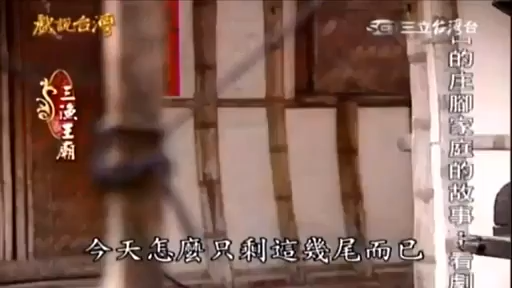 戲說台灣
三立台灣台
三漁王廟
的庄腳家庭的故事
看劇
今天怎麼只剩這幾尾而已